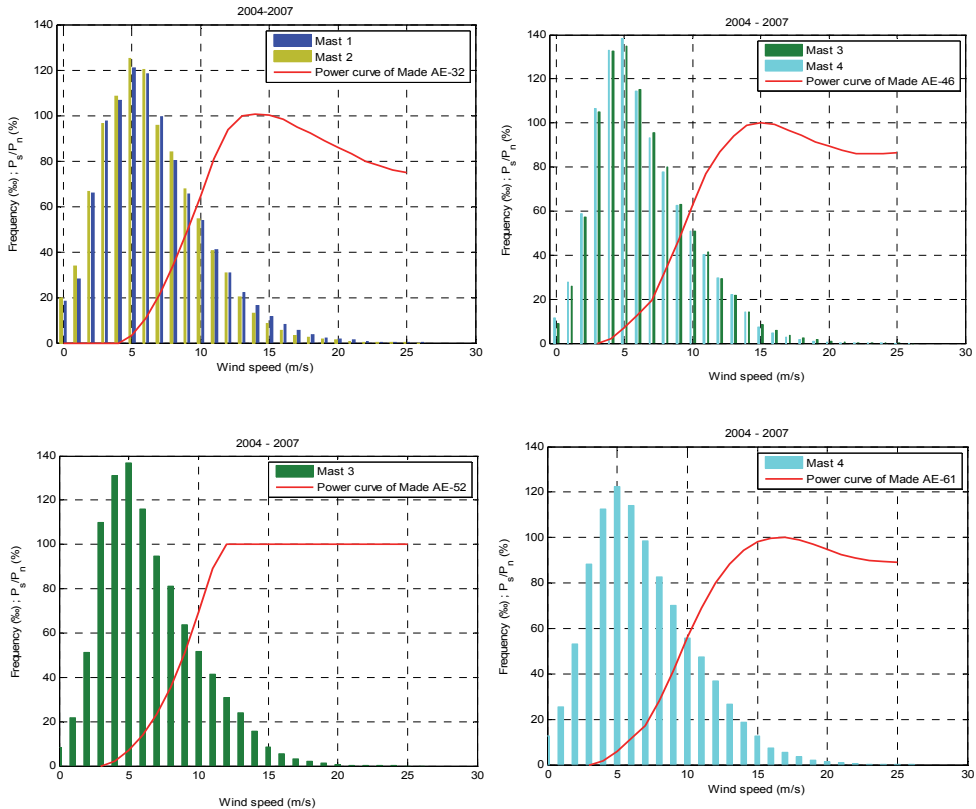 2004-2007
Mast 1
Mast 2
Power curve of Made AE-32
140
120
100
80
60
40
20
0
Frequency (‰) ; Ps/Pn (%)
0 5 10 15 20 25 30
Wind speed (m/s)
2004 - 2007
Mast 3
Mast 4
Power curve of Made AE-46
140
120
100
80
60
40
20
0
Frequency (‰) ; Ps/Pn (%)
0 5 10 15 20 25 30
Wind speed (m/s)
2004 - 2007
Mast 3
Power curve of Made AE-52
140
120
100
80
60
40
20
0
Frequency (‰) ; Ps/Pn (%)
0 5 10 15 20 25 30
Wind speed (m/s)
2004 - 2007
Mast 4
Power curve of Made AE-61
140
120
100
80
60
40
20
0
Frequency (‰) ; Ps/Pn (%)
0 5 10 15 20 25 30
Wind speed (m/s)